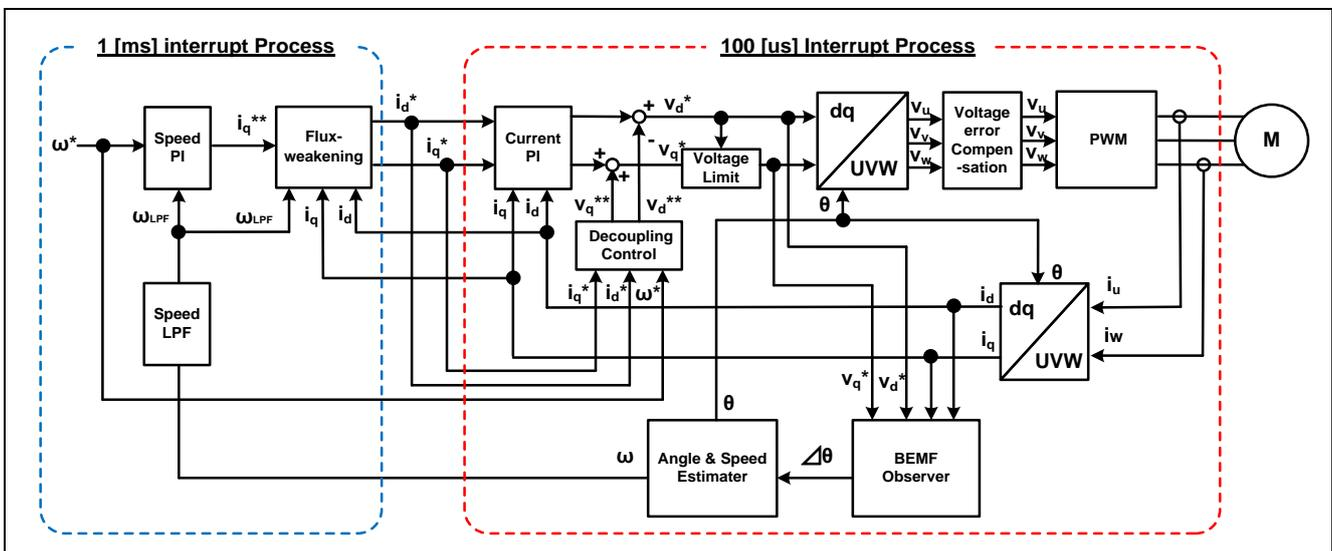 1 [ms] interrupt Process
100 [us] Interrupt Process
ω*
Speed
PI
iq**
Flux-
weakening
id*
iq*
Current
PI
+
vd*
-
+
+
vq*
Voltage
Limit
dq
UVW
vu
vv
vw
Voltage
error
Compen
-sation
vu
vv
vw
PWM
M
ωLPF
ωLPF
iq
id
iq
id
vq**
vd**
Decoupling
Control
θ
Speed
LPF
iq*
id*
ω*
id
iq
dq
UVW
θ
iu
iw
vq*
vd*
θ
ω
Angle & Speed
Estimater
⊿θ
BEMF
Observer